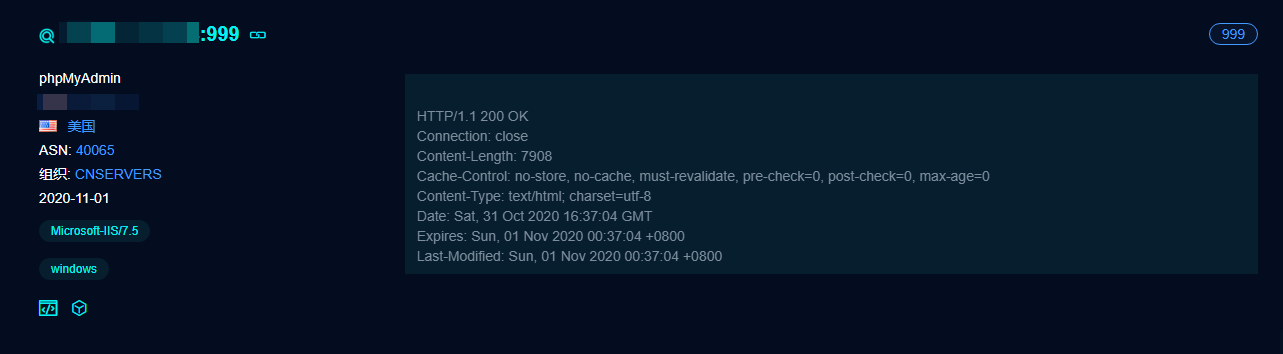 :999
999
phpMyAdmin
美国
ASN: 40065
组织: CNSERVERS
2020-11-01
Microsoft-IIS/7.5
windows
HTTP/1.1 200 OK
Connection: close
Content-Length: 7908
Cache-Control: no-store, no-cache, must-revalidate, pre-check=0, post-check=0, max-age=0
Content-Type: text/html; charset=utf-8
Date: Sat, 31 Oct 2020 16:37:04 GMT
Expires: Sun, 01 Nov 2020 00:37:04 +0800
Last-Modified: Sun, 01 Nov 2020 00:37:04 +0800